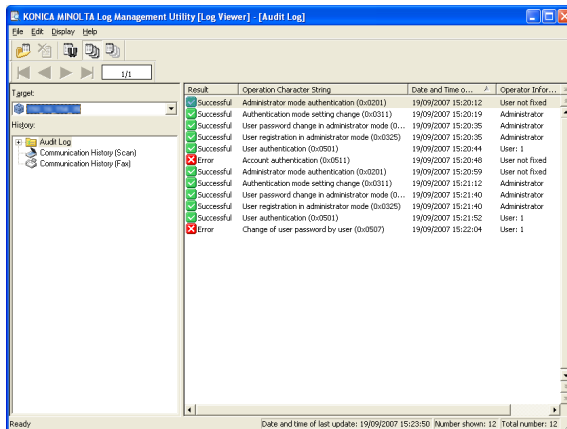 KONICA MINOLTA Log Management Utility [Log Viewer] - [Audit Log]
File Edit Display Help
1/1
Target:
History:
Audit Log
Communication History (Scan)
Communication History (Fax)
Result Operation Character String Date and Time o... Operator Infor...
Successful Administrator mode authentication (0x0201) 19/09/2007 15:20:12 User not fixed
Successful Authentication mode setting change (0x0311) 19/09/2007 15:20:19 Administrator
Successful User password change in administrator mode (0... 19/09/2007 15:20:35 Administrator
Successful User registration in administrator mode (0x0325) 19/09/2007 15:20:35 Administrator
Successful User authentication (0x0501) 19/09/2007 15:20:44 User: 1
Error Account authentication (0x0511) 19/09/2007 15:20:48 User not fixed
Successful Administrator mode authentication (0x0201) 19/09/2007 15:20:59 User not fixed
Successful Authentication mode setting change (0x0311) 19/09/2007 15:21:12 Administrator
Successful User password change in administrator mode (0... 19/09/2007 15:21:40 Administrator
Successful User registration in administrator mode (0x0325) 19/09/2007 15:21:40 Administrator
Successful User authentication (0x0501) 19/09/2007 15:21:52 User: 1
Error Change of user password by user (0x0507) 19/09/2007 15:22:04 User: 1
Ready Date and time of last update: 19/09/2007 15:23:50 Number shown: 12 Total number: 12